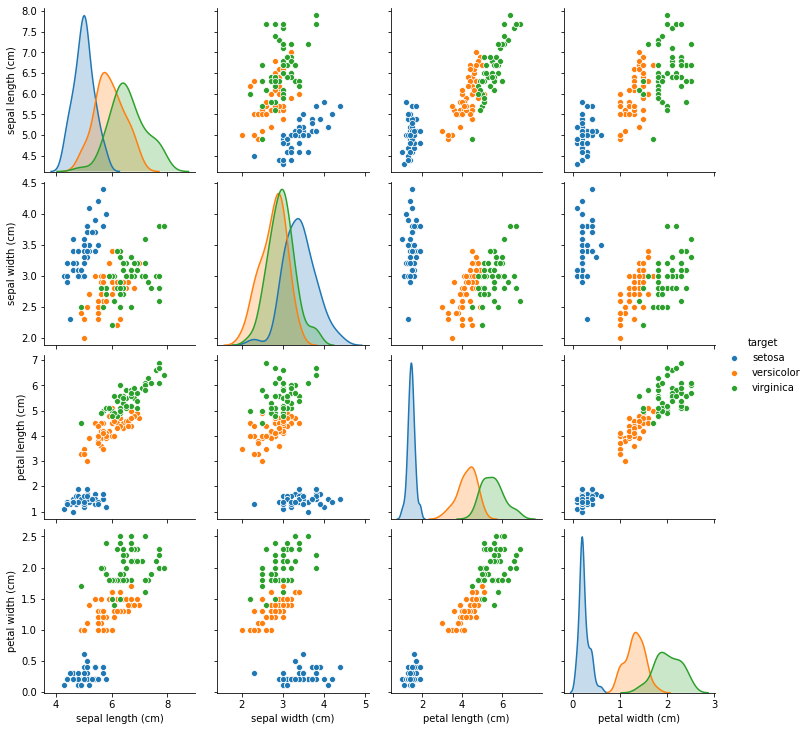 8.0
7.5
7.0
6.5
6.0
5.5
5.0
4.5
sepal length (cm)
4.5
4.0
3.5
3.0
2.5
2.0
sepal width (cm)
7
6
5
4
3
2
1
petal length (cm)
2.5
2.0
1.5
1.0
0.5
0.0
petal width (cm)
4 6 8
sepal length (cm)
2 3 4 5
sepal width (cm)
2 4 6
petal length (cm)
0 1 2 3
petal width (cm)
target
setosa
versicolor
virginica